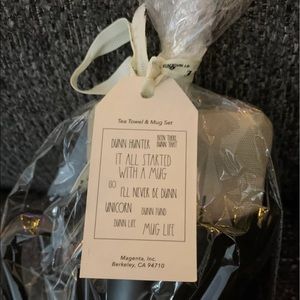 Tea Towel & Mug Set
DUNN HUNTER
BEEN THERE,
DUNN THAT!
IT ALL STARTED
WITH A MUG
I'LL NEVER BE DUNN
UNICORN
DUNN FUND
DUNN LIFE
MUG LIFE
Magenta, Inc.
Berkeley, CA 94710